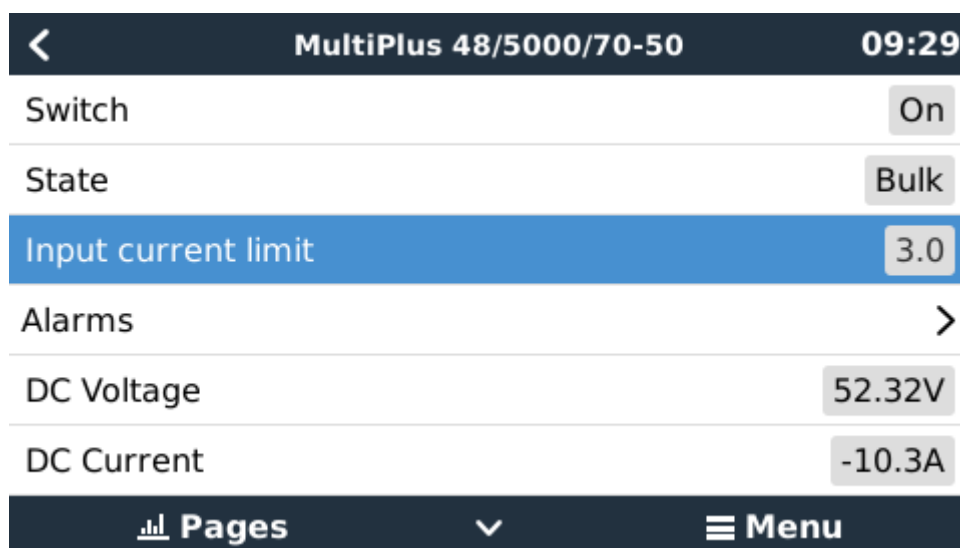 MultiPlus 48/5000/70-50 09:29
Switch On
State Bulk
Input current limit 3.0
Alarms
DC Voltage 52.32V
DC Current -10.3A
Pages Menu